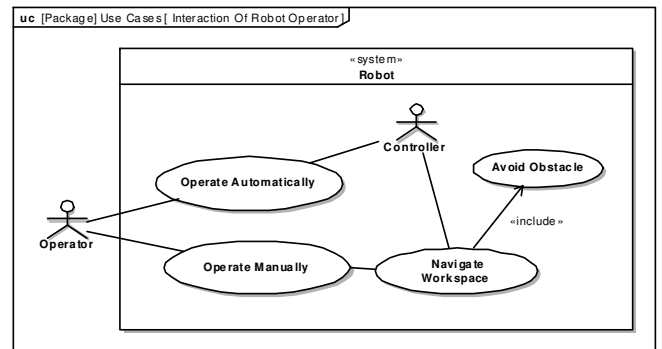 uc [Package] Use Cases [ Interaction Of Robot Operator]
«system»
Robot
Controller
Operate Automatically
Avoid Obstacle
«include»
Operator
Operate Manually
Navigate
Workspace